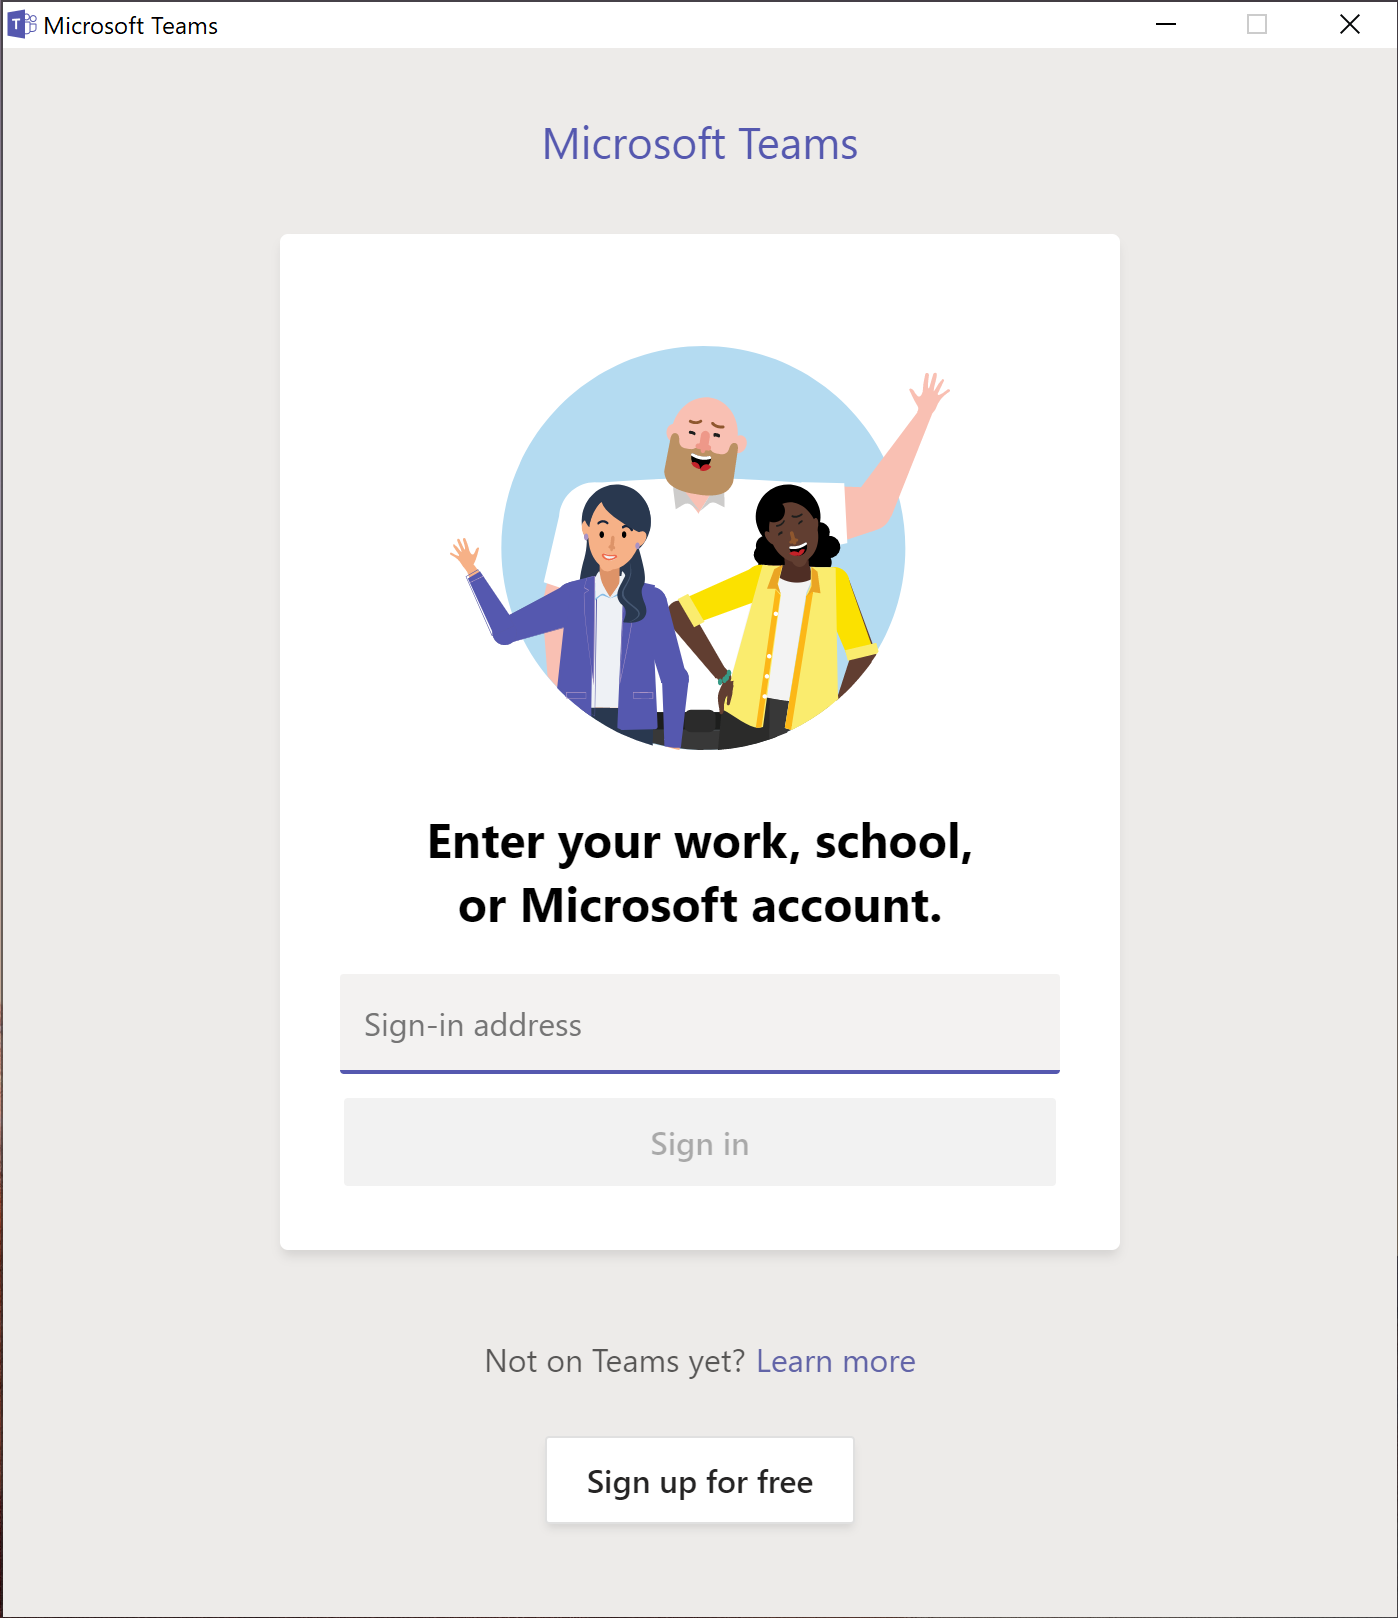 Microsoft Teams
Microsoft Teams
Enter your work, school,
or Microsoft account.
Sign-in address
Sign in
Not on Teams yet? Learn more
Sign up for free